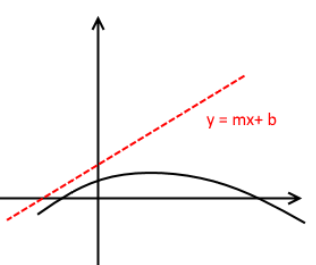 y = mx+ b